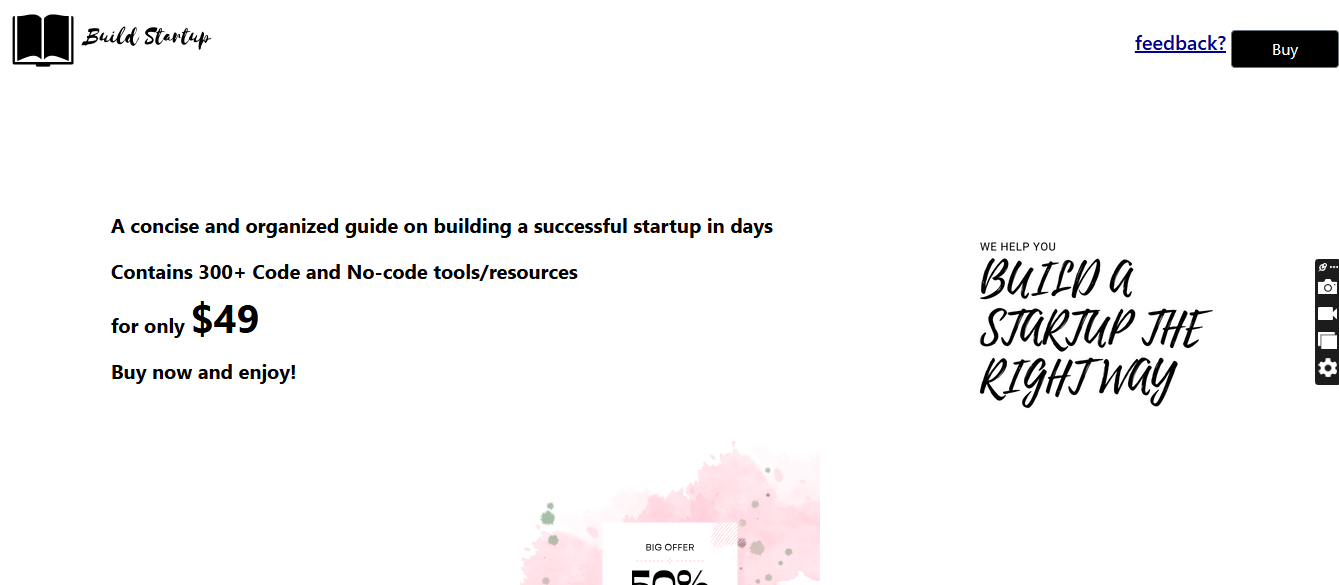 Build Startup
feedback?
Buy
A concise and organized guide on building a successful startup in days
Contains 300+ Code and No-code tools/resources
for only $49
Buy now and enjoy!
WE HELP YOU
BUILD A
STARTUP THE
RIGHT WAY
BIG OFFER
50%